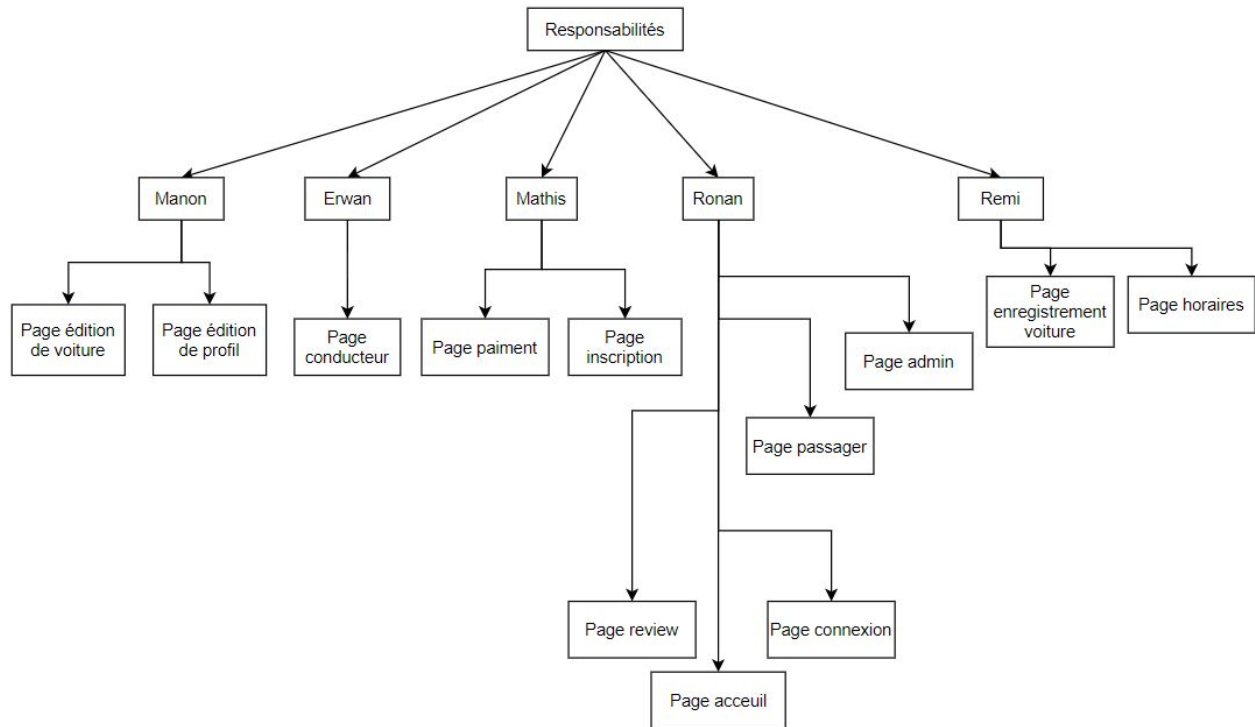 Responsabilités
Manon
Erwan
Mathis
Ronan
Remi
Page édition
de voiture
Page édition
de profil
Page
conducteur
Page paiment
Page
inscription
Page admin
Page
enregistrement
voiture
Page horaires
Page passager
Page review
Page connexion
Page acceuil